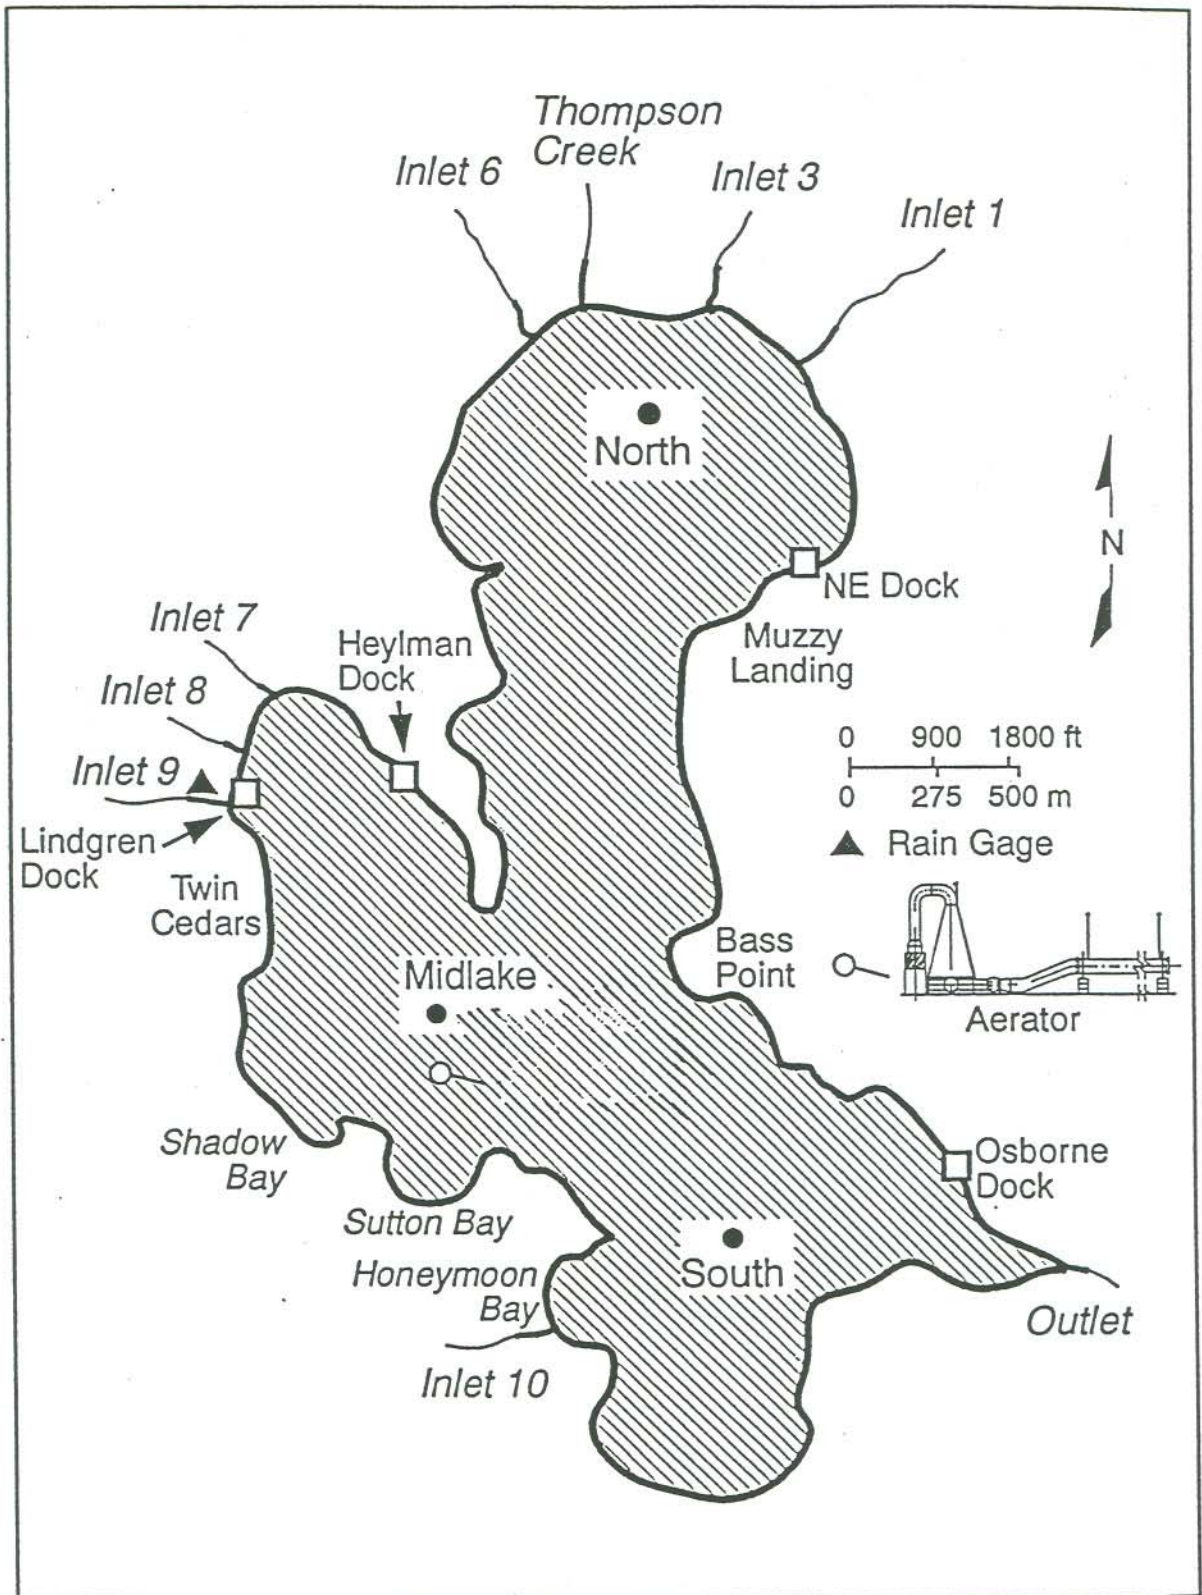 Thompson
Creek
Inlet 6
Inlet 3
Inlet 1
North
N
NE Dock
Inlet 7
Heylman
Dock
Muzzy
Landing
Inlet 8
0 900 1800 ft
Inlet 9
0 275 500 m
Lindgren
Dock
Rain Gage
Twin
Cedars
Bass
Point
Midlake
Aerator
Shadow
Bay
Osborne
Dock
Sutton Bay
Honeymoon
Bay
South
Outlet
Inlet 10